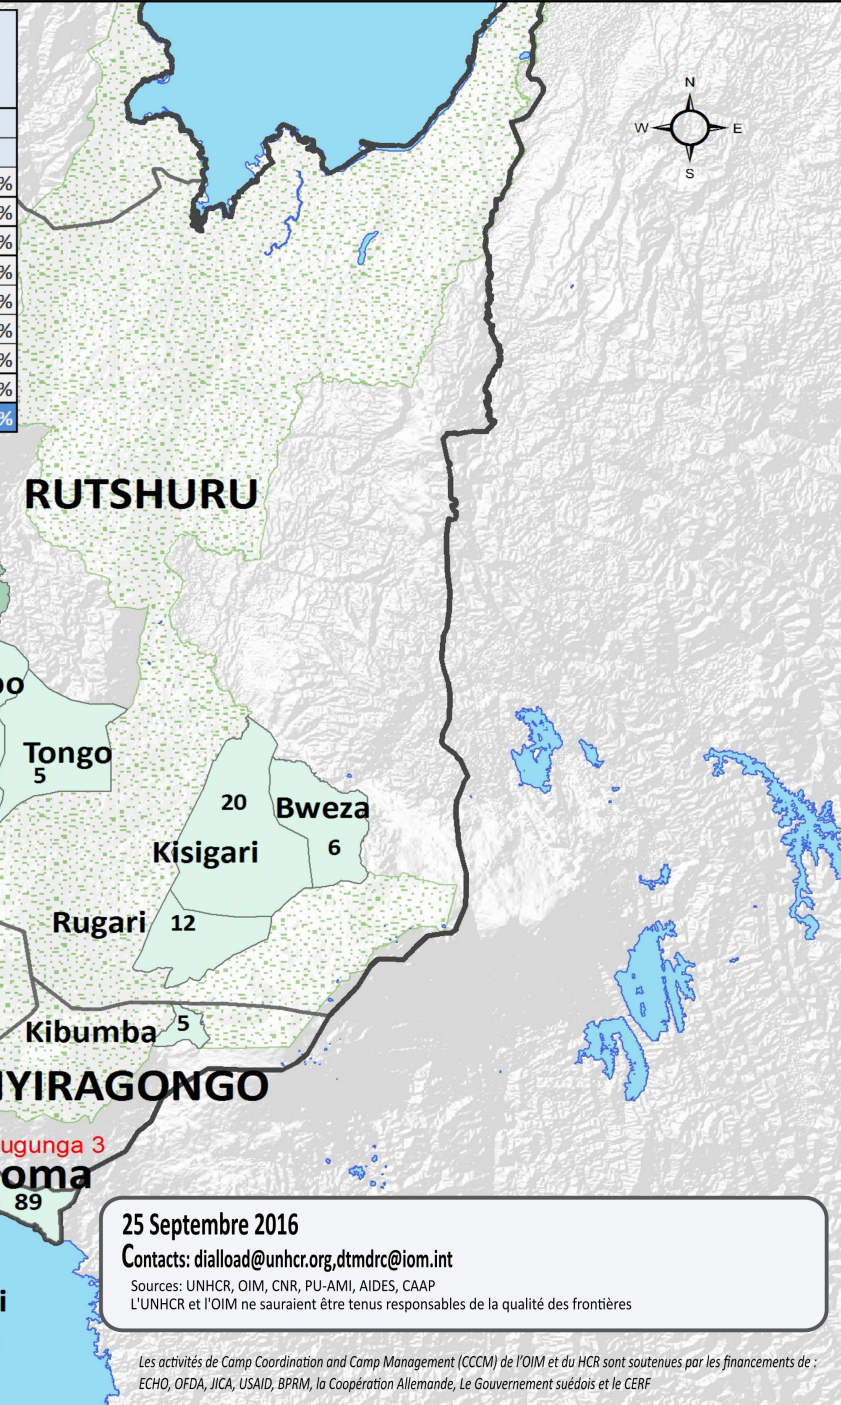 N
W E
S
%
%
%
%
%
%
%
%
%
RUTSHURU
Tongo
5
20
Bweza
Kisigari
6
Rugari
12
Kibumba
5
YIRAGONGO
ugunga 3
oma
89
i
25 Septembre 2016
Contacts: dialload@unhcr.org,dtmdrc@iom.int
Sources: UNHCR, OIM, CNR, PU-AMI, AIDES, CAAP
L'UNHCR et l'OIM ne sauraient être tenus responsables de la qualité des frontières
Les activités de Camp Coordination and Camp Management (CCCM) de l'OIM et du HCR sont soutenues par les financements de :
ECHO, OFDA, JICA, USAID, BPRM, la Coopération Allemande, Le Gouvernement suédois et le CERF